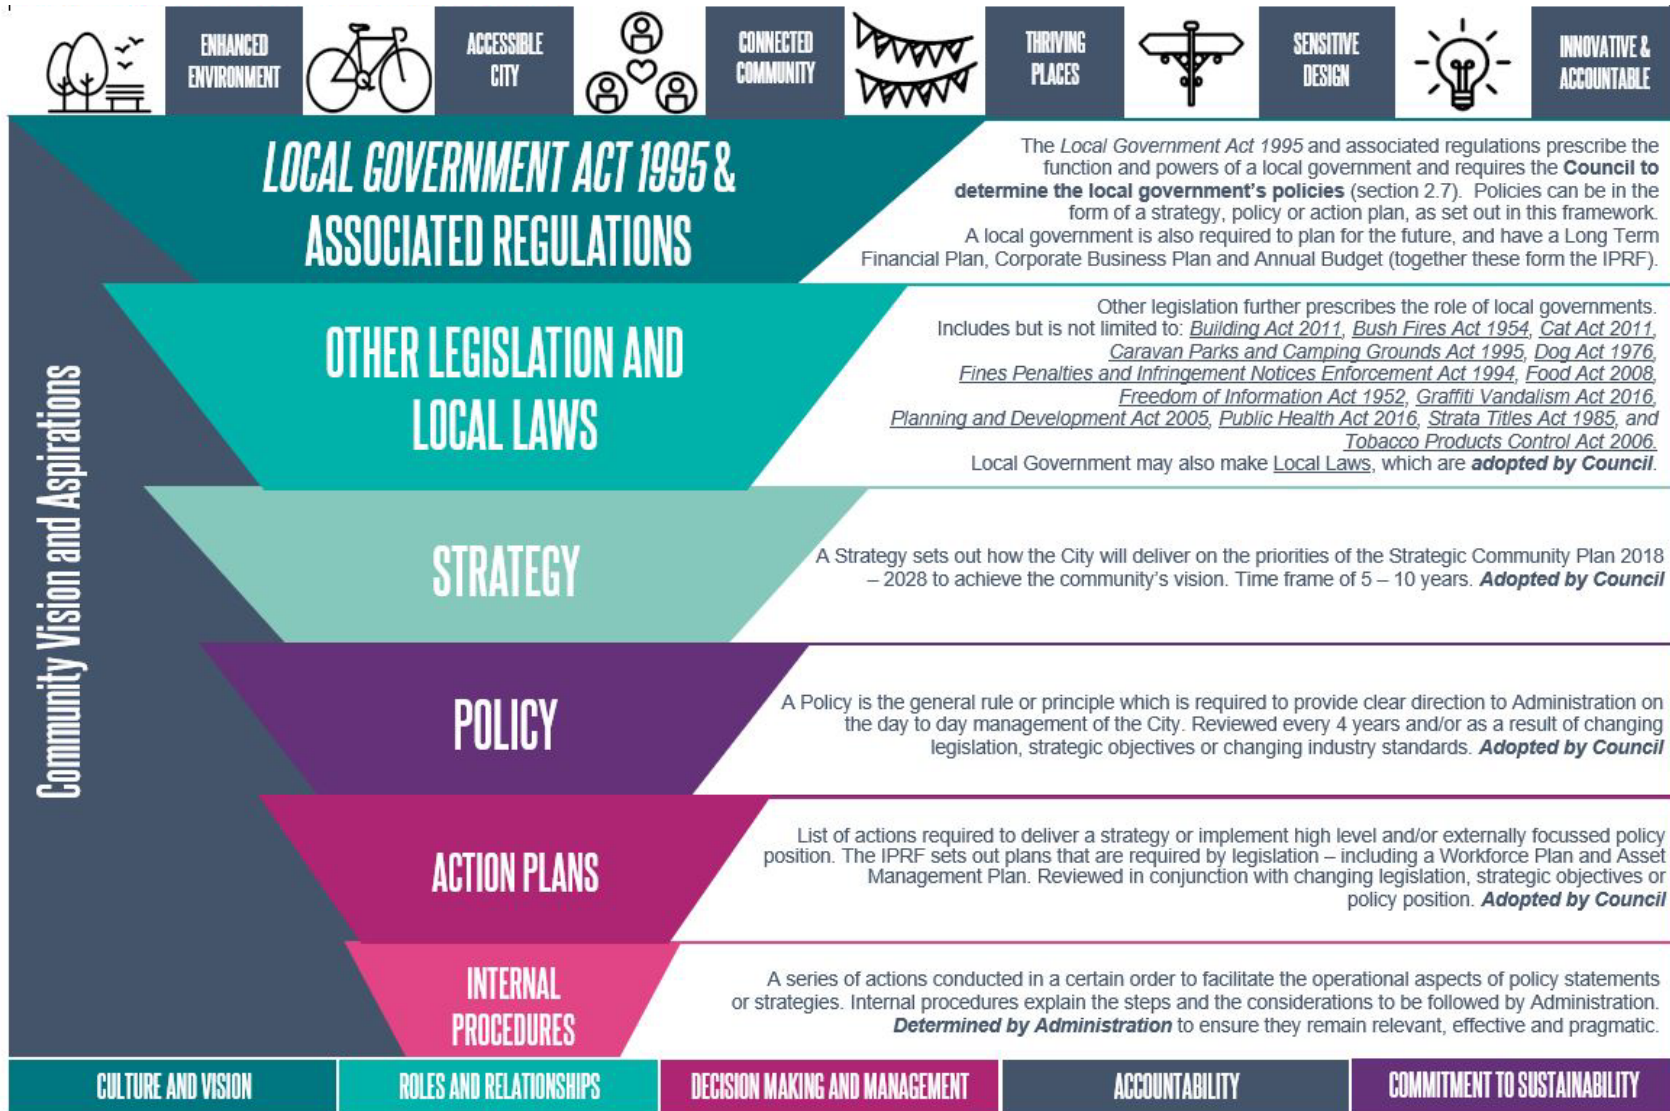 ENHANCED
ENVIRONMENT
ACCESSIBLE
CITY
CONNECTED
COMMUNITY
THRIVING
PLACES
SENSITIVE
DESIGN
INNOVATIVE &
ACCOUNTABLE
Community Vision and Aspirations
LOCAL GOVERNMENT ACT 1995 &
ASSOCIATED REGULATIONS
The Local Government Act 1995 and associated regulations prescribe the
function and powers of a local government and requires the Council to
determine the local government's policies (section 2.7). Policies can be in the
form of a strategy, policy or action plan, as set out in this framework.
A local government is also required to plan for the future, and have a Long Term
Financial Plan, Corporate Business Plan and Annual Budget (together these form the IPRF).
OTHER LEGISLATION AND
LOCAL LAWS
Other legislation further prescribes the role of local governments.
Includes but is not limited to: Building Act 2011, Bush Fires Act 1954, Cat Act 2011,
Caravan Parks and Camping Grounds Act 1995, Dog Act 1976,
Fines Penalties and Infringement Notices Enforcement Act 1994, Food Act 2008,
Freedom of Information Act 1952, Graffiti Vandalism Act 2016,
Planning and Development Act 2005, Public Health Act 2016, Strata Titles Act 1985, and
Tobacco Products Control Act 2006.
Local Government may also make Local Laws, which are adopted by Council.
STRATEGY
A Strategy sets out how the City will deliver on the priorities of the Strategic Community Plan 2018
– 2028 to achieve the community's vision. Time frame of 5 – 10 years. Adopted by Council
POLICY
A Policy is the general rule or principle which is required to provide clear direction to Administration on
the day to day management of the City. Reviewed every 4 years and/or as a result of changing
legislation, strategic objectives or changing industry standards. Adopted by Council
ACTION PLANS
List of actions required to deliver a strategy or implement high level and/or externally focussed policy
position. The IPRF sets out plans that are required by legislation – including a Workforce Plan and Asset
Management Plan. Reviewed in conjunction with changing legislation, strategic objectives or
policy position. Adopted by Council
INTERNAL
PROCEDURES
A series of actions conducted in a certain order to facilitate the operational aspects of policy statements
or strategies. Internal procedures explain the steps and the considerations to be followed by Administration.
Determined by Administration to ensure they remain relevant, effective and pragmatic.
CULTURE AND VISION
ROLES AND RELATIONSHIPS
DECISION MAKING AND MANAGEMENT
ACCOUNTABILITY
COMMITMENT TO SUSTAINABILITY